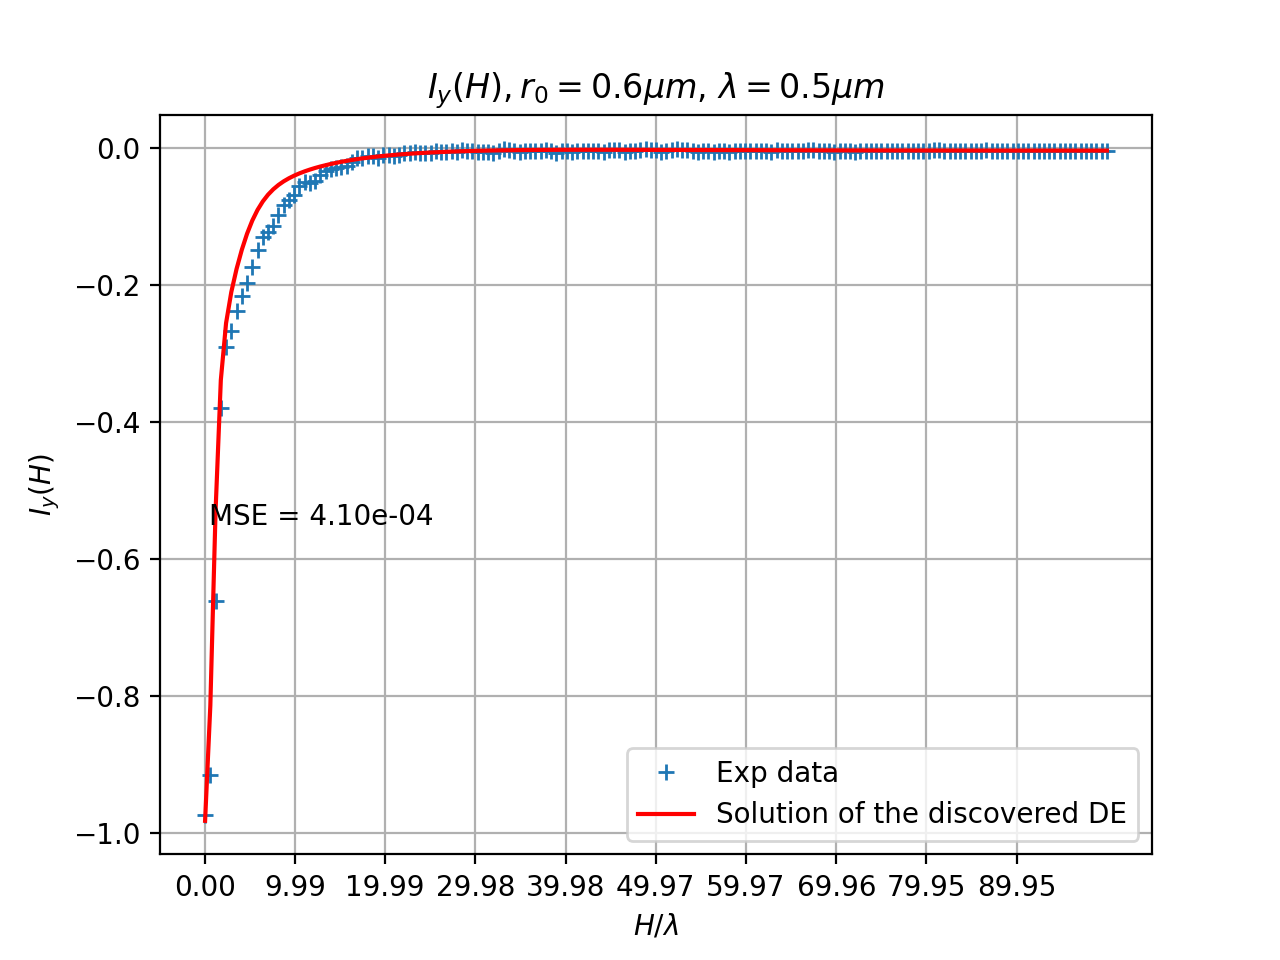 I_y(H), r_0 = 0.6μm, λ = 0.5μm
0.0
−0.2
−0.4
−0.6
−0.8
−1.0
I_y(H)
MSE = 4.10e-04
Exp data
Solution of the discovered DE
0.00 9.99 19.99 29.98 39.98 49.97 59.97 69.96 79.95 89.95
H/λ